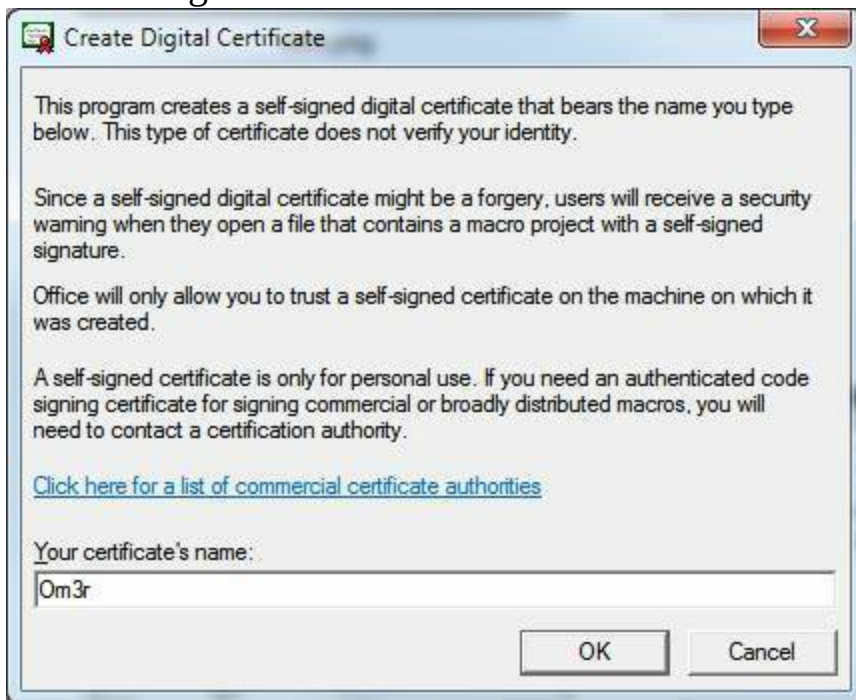 Create Digital Certificate
This program creates a self-signed digital certificate that bears the name you type
below. This type of certificate does not verify your identity.
Since a self-signed digital certificate might be a forgery, users will receive a security
warning when they open a file that contains a macro project with a self-signed
signature.
Office will only allow you to trust a self-signed certificate on the machine on which it
was created.
A self-signed certificate is only for personal use. If you need an authenticated code
signing certificate for signing commercial or broadly distributed macros, you will
need to contact a certification authority.
Click here for a list of commercial certificate authorities
Your certificate's name:
Om3r
OK Cancel